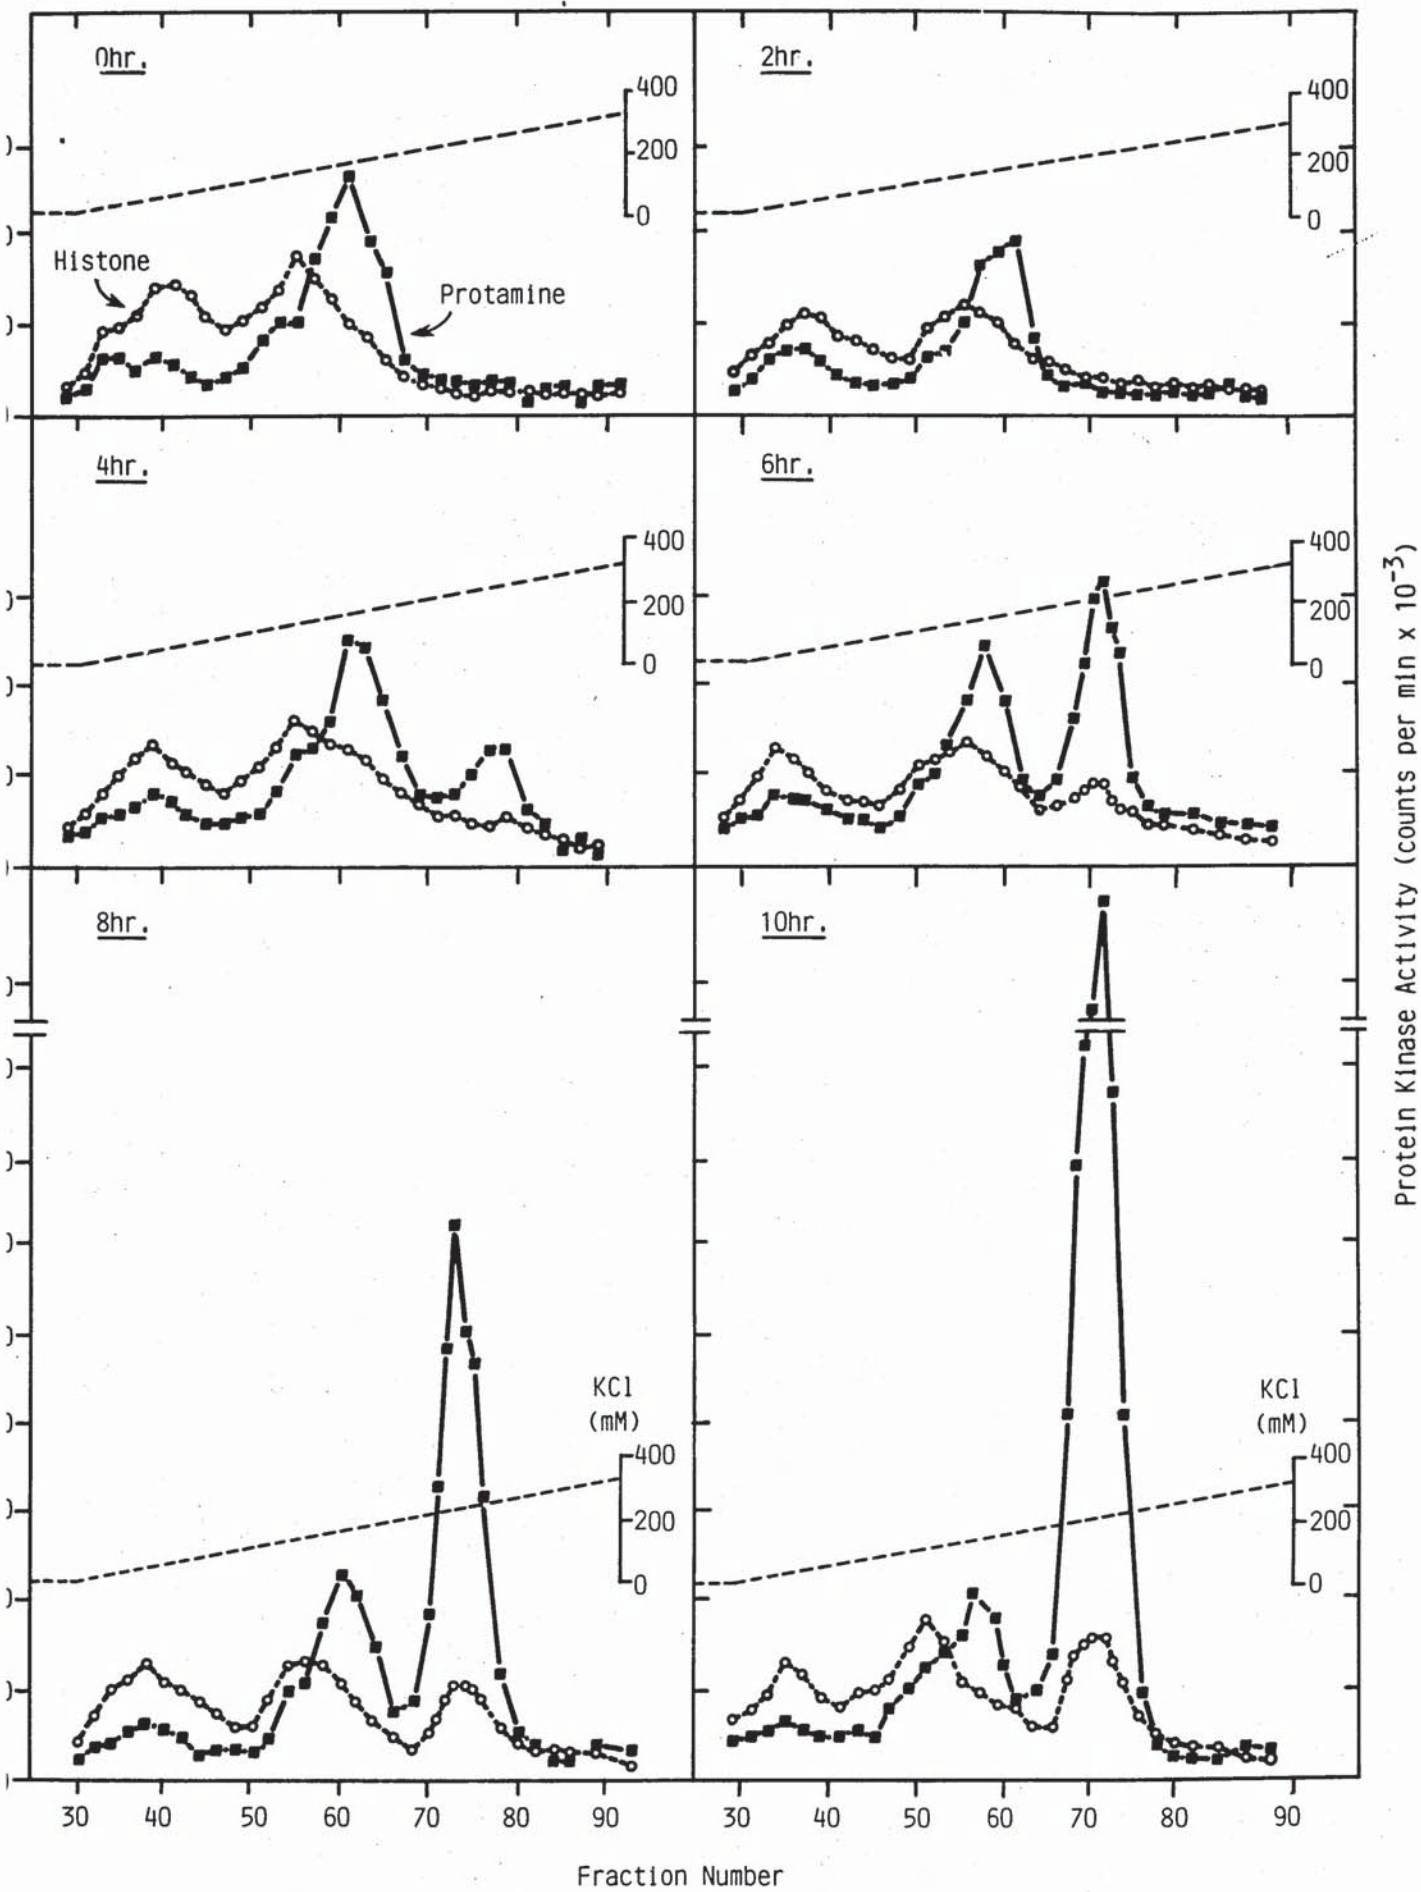 0hr.
400
200
0
Histone
Protamine
2hr.
400
200
0
4hr.
400
200
0
6hr.
400
200
0
8hr.
KCl
(mM)
400
200
0
10hr.
KCl
(mM)
400
200
0
30 40 50 60 70 80 90
30 40 50 60 70 80 90
Fraction Number
Protein Kinase Activity (counts per min x 10⁻³)